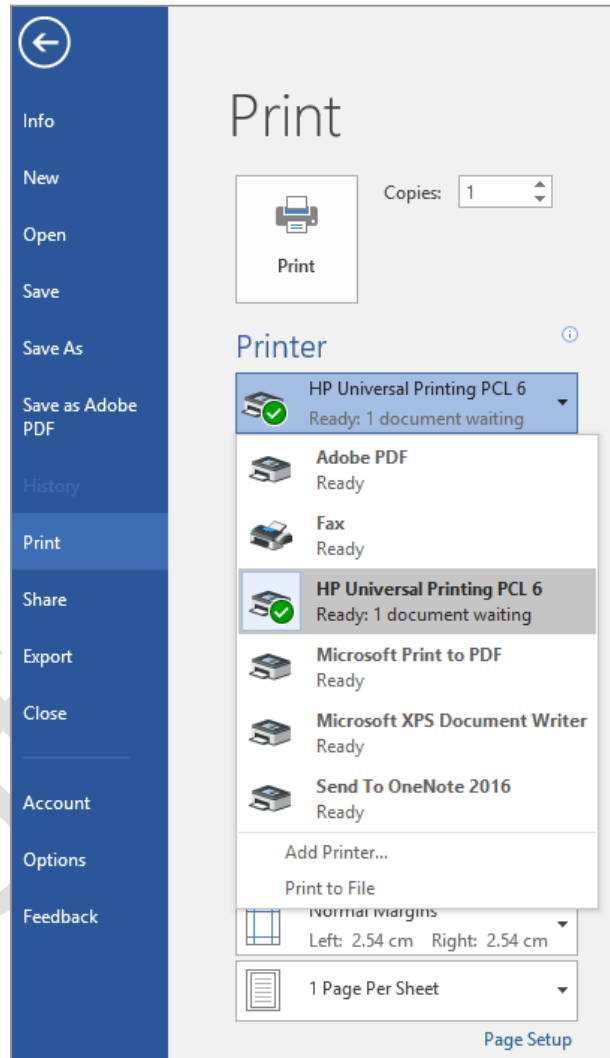 Info
New
Open
Save
Save As
Save as Adobe
PDF
History
Print
Share
Export
Close
Account
Options
Feedback
Print
Copies: 1
Print
Printer
HP Universal Printing PCL 6
Ready: 1 document waiting
Adobe PDF
Ready
Fax
Ready
HP Universal Printing PCL 6
Ready: 1 document waiting
Microsoft Print to PDF
Ready
Microsoft XPS Document Writer
Ready
Send To OneNote 2016
Ready
Add Printer...
Print to File
Normal Margins
Left: 2.54 cm Right: 2.54 cm
1 Page Per Sheet
Page Setup